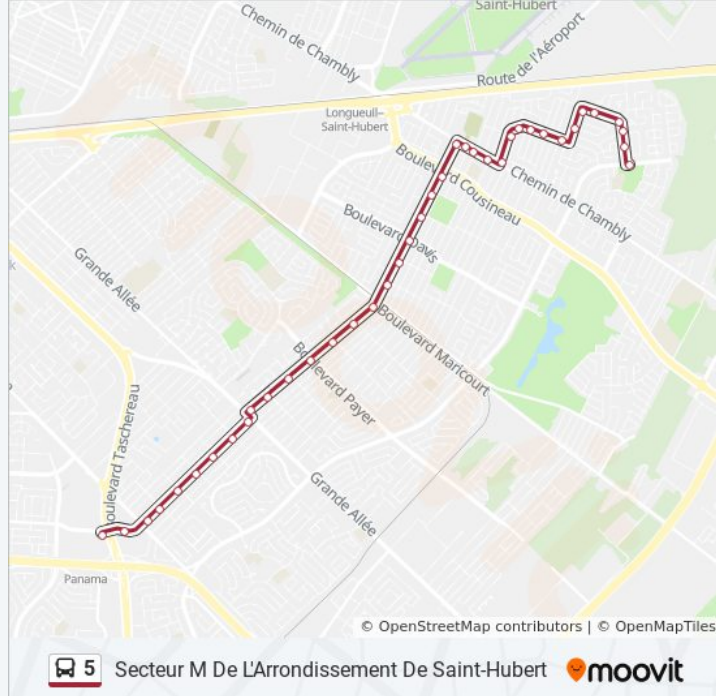 Saint-Hubert
Chemin de Chambly
Route de l'Aéroport
Longueuil–
Saint-Hubert
Boulevard Cousineau
Chemin de Chambly
Boulevard Davis
Grande Allée
Boulevard Maricourt
Boulevard Payer
Boulevard Taschereau
Grande Allée
Panama
© OpenStreetMap contributors | © OpenMapTiles
5 Secteur M De L'Arrondissement De Saint-Hubert moovit